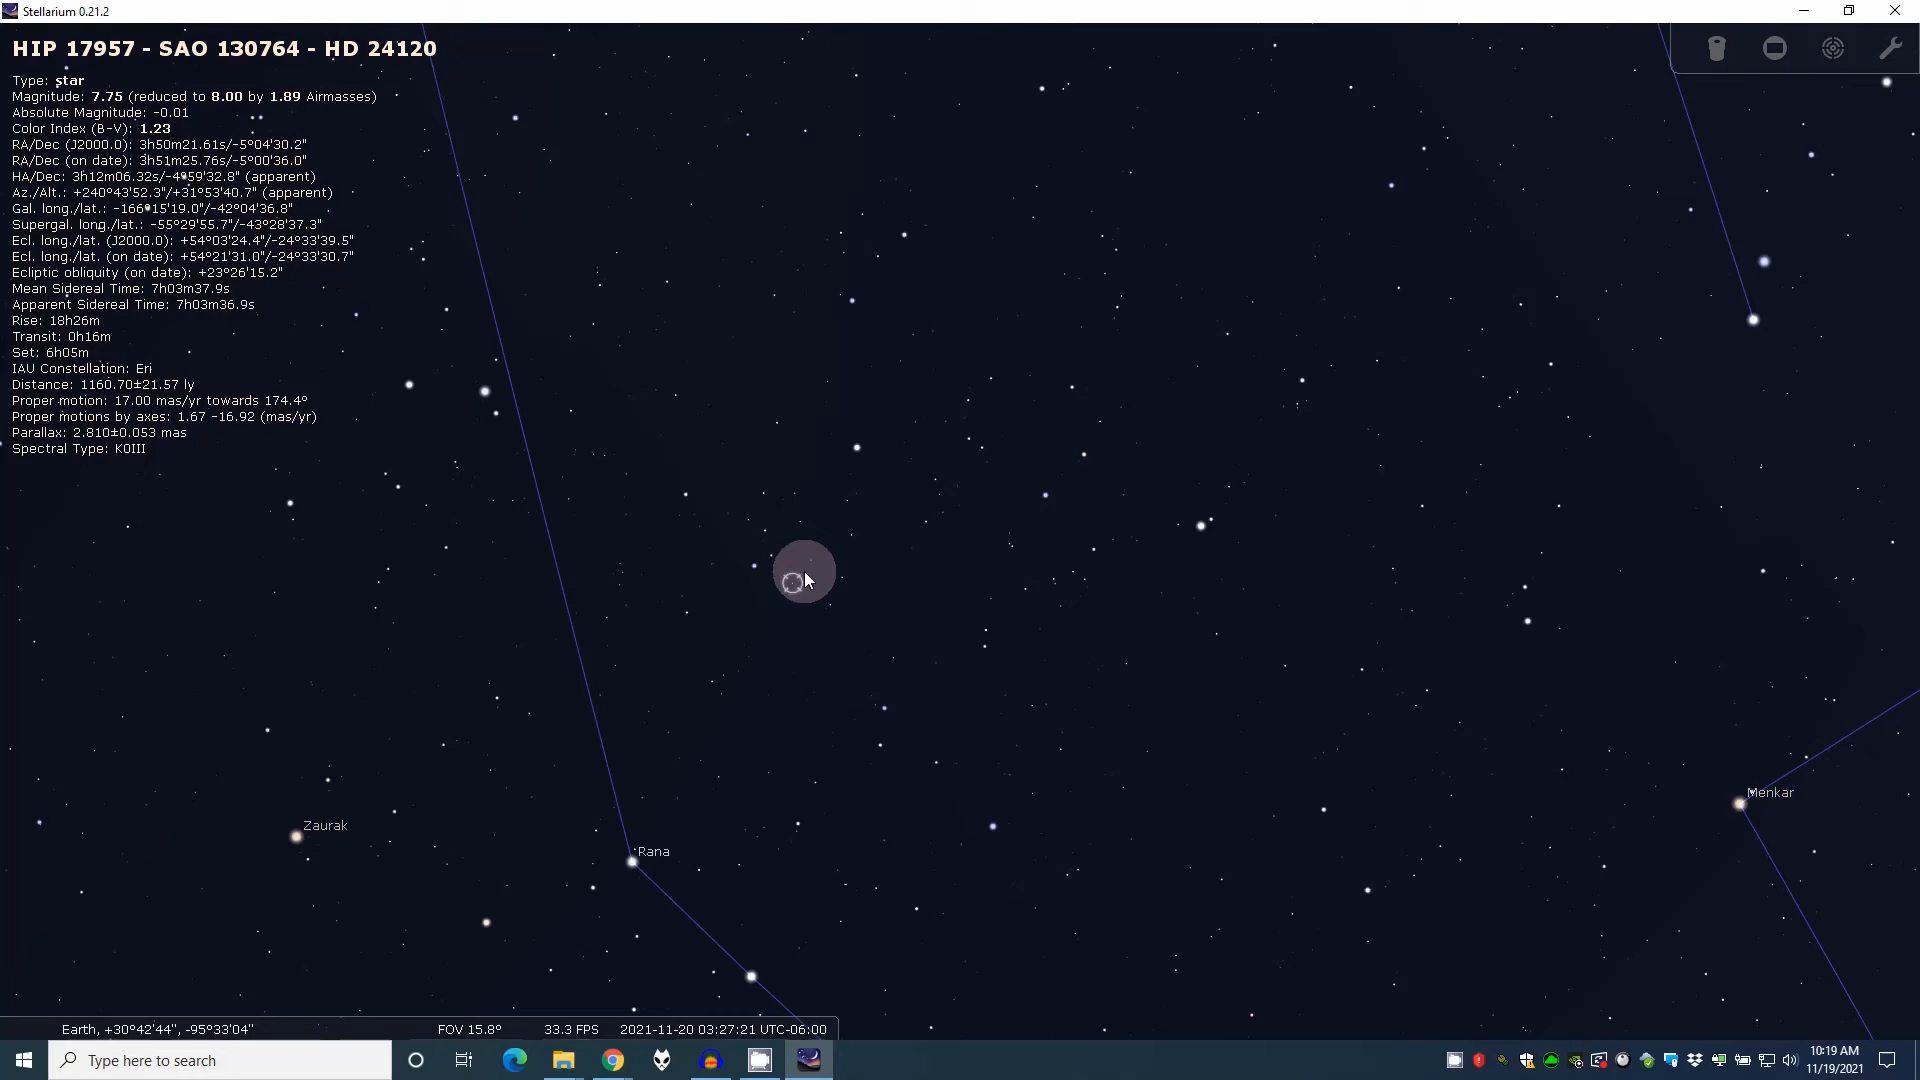 Stellarium 0.21.2
HIP 17957 - SAO 130764 - HD 24120
Type: star
Magnitude: 7.75 (reduced to 8.00 by 1.89 Airmasses)
Absolute Magnitude: -0.01
Color Index (B-V): 1.23
RA/Dec (J2000.0): 3h50m21.61s/-5°04'30.2"
RA/Dec (on date): 3h51m25.76s/-5°00'36.0"
HA/Dec: 3h12m06.32s/-4°59'32.8" (apparent)
Az./Alt.: +240°43'52.3"/+31°53'40.7" (apparent)
Gal. long./lat.: -166°15'19.0"/-42°04'36.8"
Supergal. long./lat.: -55°29'55.7"/-43°28'37.3"
Ecl. long./lat. (J2000.0): +54°03'24.4"/-24°33'39.5"
Ecl. long./lat. (on date): +54°21'31.0"/-24°33'30.7"
Ecliptic obliquity (on date): +23°26'15.2"
Mean Sidereal Time: 7h03m37.9s
Apparent Sidereal Time: 7h03m36.9s
Rise: 18h26m
Transit: 0h16m
Set: 6h05m
IAU Constellation: Eri
Distance: 1160.70±21.57 ly
Proper motion: 17.00 mas/yr towards 174.4°
Proper motions by axes: 1.67 -16.92 (mas/yr)
Parallax: 2.810±0.053 mas
Spectral Type: K0III
Menkar
Zaurak
Rana
Earth, +30°42'44", -95°33'04" FOV 15.8° 33.3 FPS 2021-11-20 03:27:21 UTC-06:00
Type here to search
10:19 AM
11/19/2021